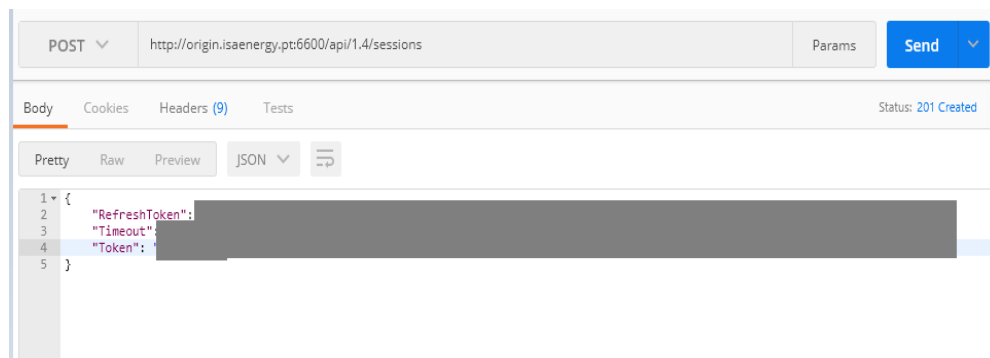 POST http://origin.isaenergy.pt:6600/api/1.4/sessions Params Send
Body Cookies Headers (9) Tests Status: 201 Created
Pretty Raw Preview JSON
1 {
2 "RefreshToken":
3 "Timeout":
4 "Token": "
5 }